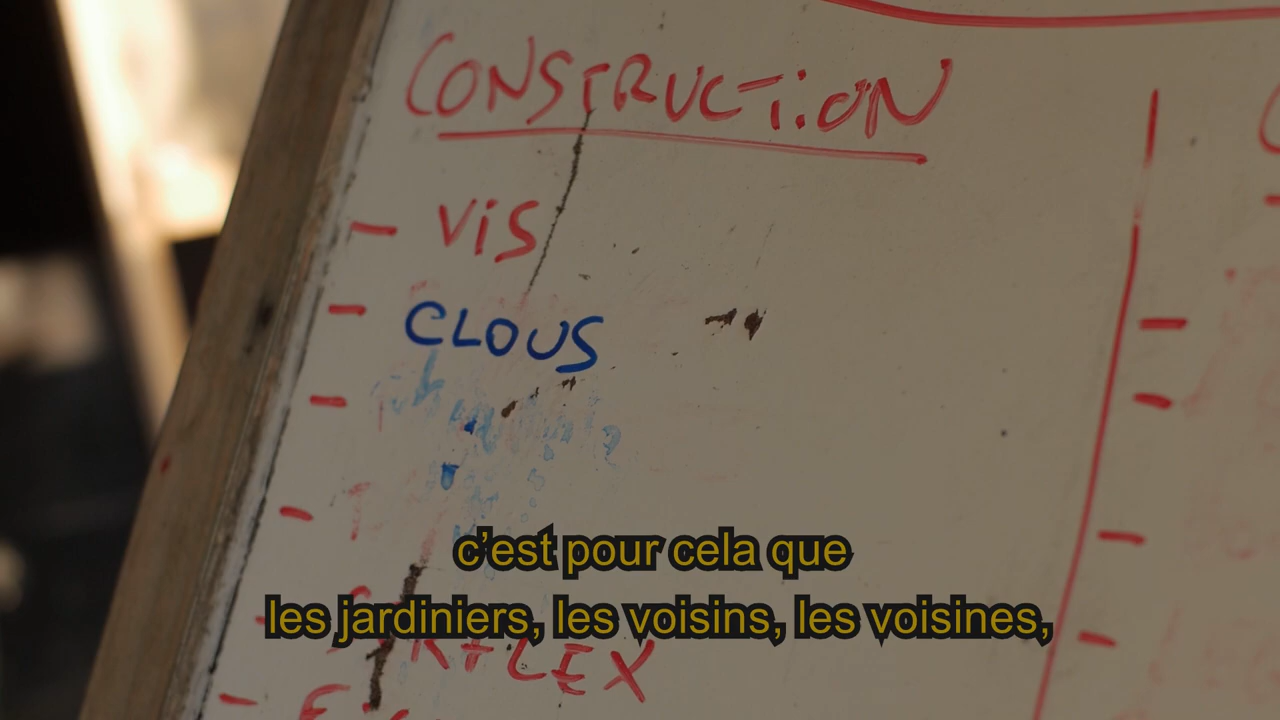 CONSTRUCTION
- VIS
- CLOUS
c'est pour cela que
les jardiniers, les voisins, les voisines,